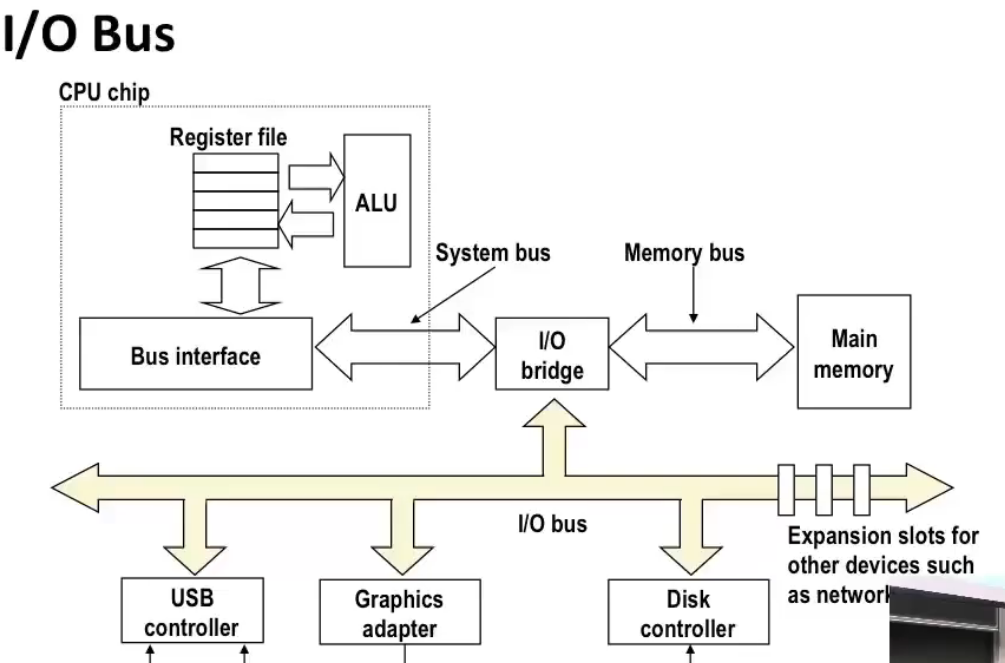 I/O Bus
CPU chip
Register file
ALU
System bus
Memory bus
Bus interface
I/O
bridge
Main
memory
I/O bus
Expansion slots for
other devices such
as network
USB
controller
Graphics
adapter
Disk
controller